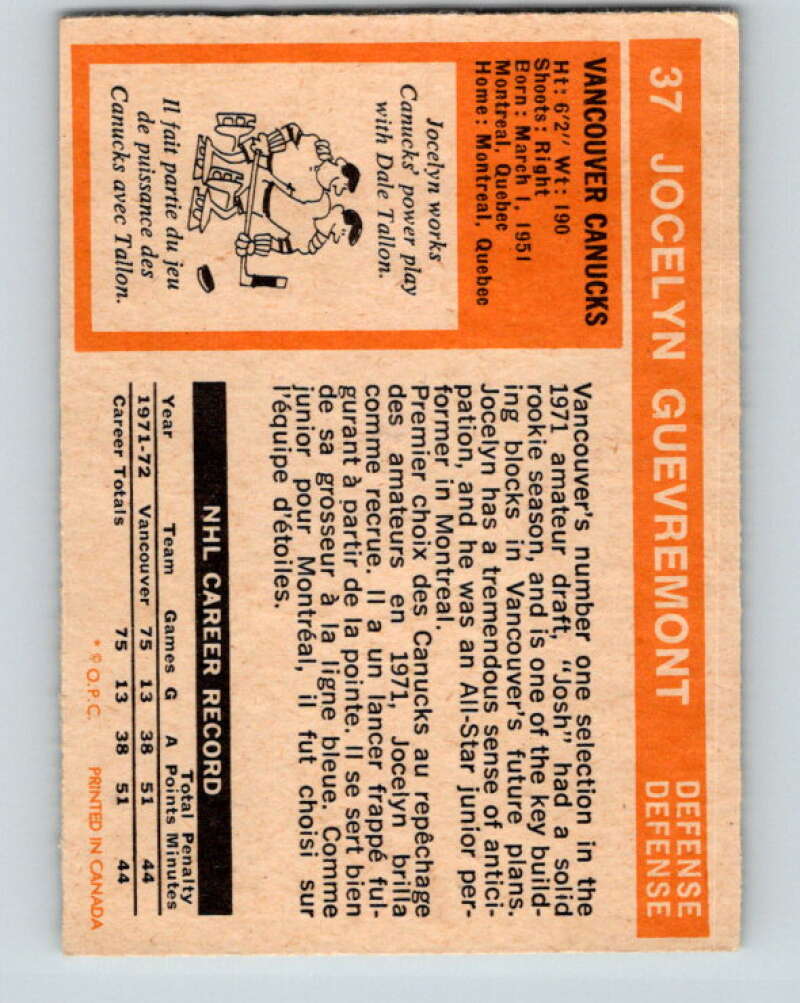 37 JOCELYN GUEVREMONT DEFENSE
DEFENSE
VANCOUVER CANUCKS
Ht: 6'2" Wt: 190
Shoots: Right
Born: March 1, 1951
Montreal, Quebec
Home: Montreal, Quebec
Jocelyn works
Canucks' power play
with Dale Tallon.
Il fait partie du jeu
de puissance des
Canucks avec Tallon.
Vancouver's number one selection in the
1971 amateur draft, "Josh" had a solid
rookie season, and is one of the key build-
ing blocks in Vancouver's future plans.
Jocelyn has a tremendous sense of antici-
pation, and he was an All-Star junior per-
former in Montreal.
Premier choix des Canucks au repêchage
des amateurs en 1971, Jocelyn brilla
comme recrue. Il a un lancer frappé ful-
gurant à partir de la pointe. Il se sert bien
de sa grosseur à la ligne bleue. Comme
junior pour Montréal, il fut choisi sur
l'équipe d'étoiles.
NHL CAREER RECORD
Total Penalty
Year Team Games G A Points Minutes
1971-72 Vancouver 75 13 38 51 44
Career Totals 75 13 38 51 44
* © O.P.C. PRINTED IN CANADA